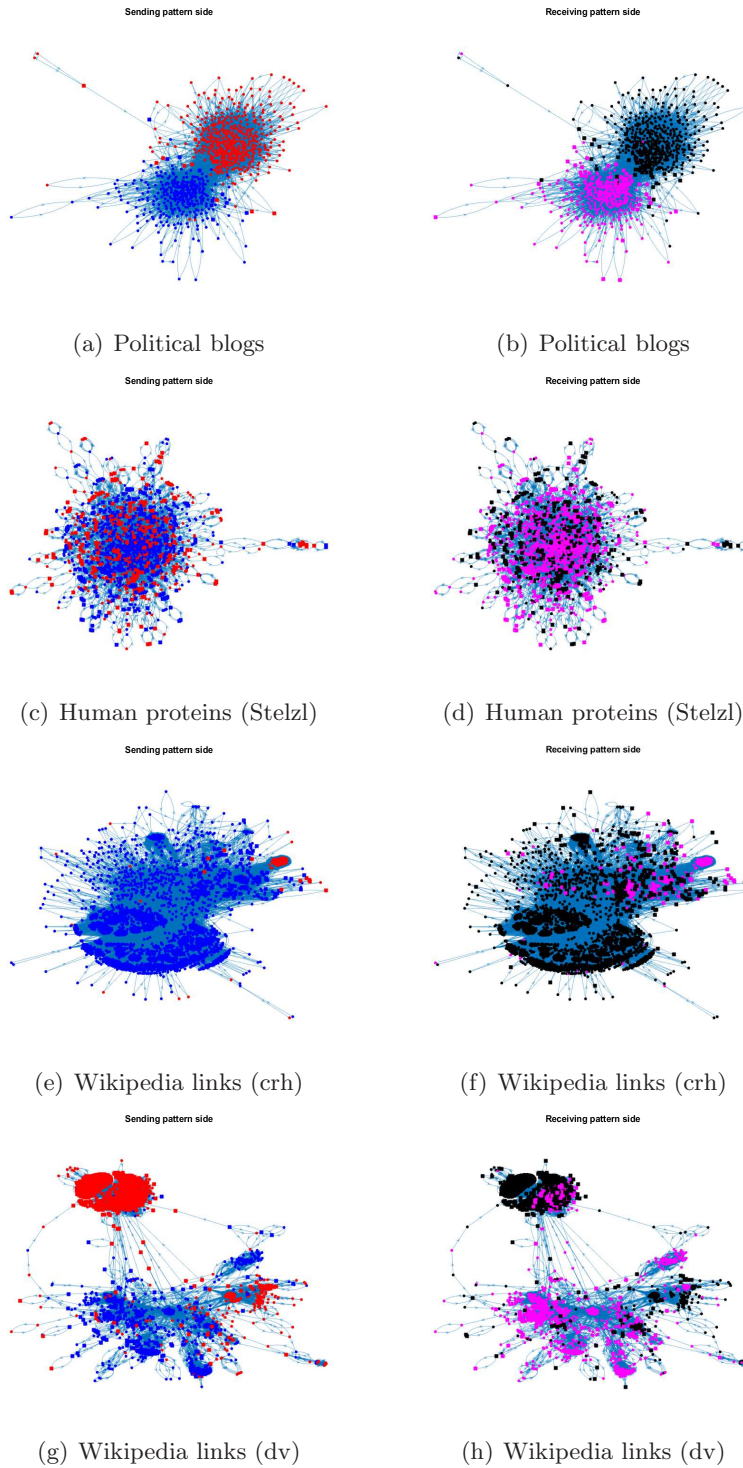 Sending pattern side
Receiving pattern side
(a) Political blogs
(b) Political blogs
Sending pattern side
Receiving pattern side
(c) Human proteins (Stelzl)
(d) Human proteins (Stelzl)
Sending pattern side
Receiving pattern side
(e) Wikipedia links (crh)
(f) Wikipedia links (crh)
Sending pattern side
Receiving pattern side
(g) Wikipedia links (dv)
(h) Wikipedia links (dv)